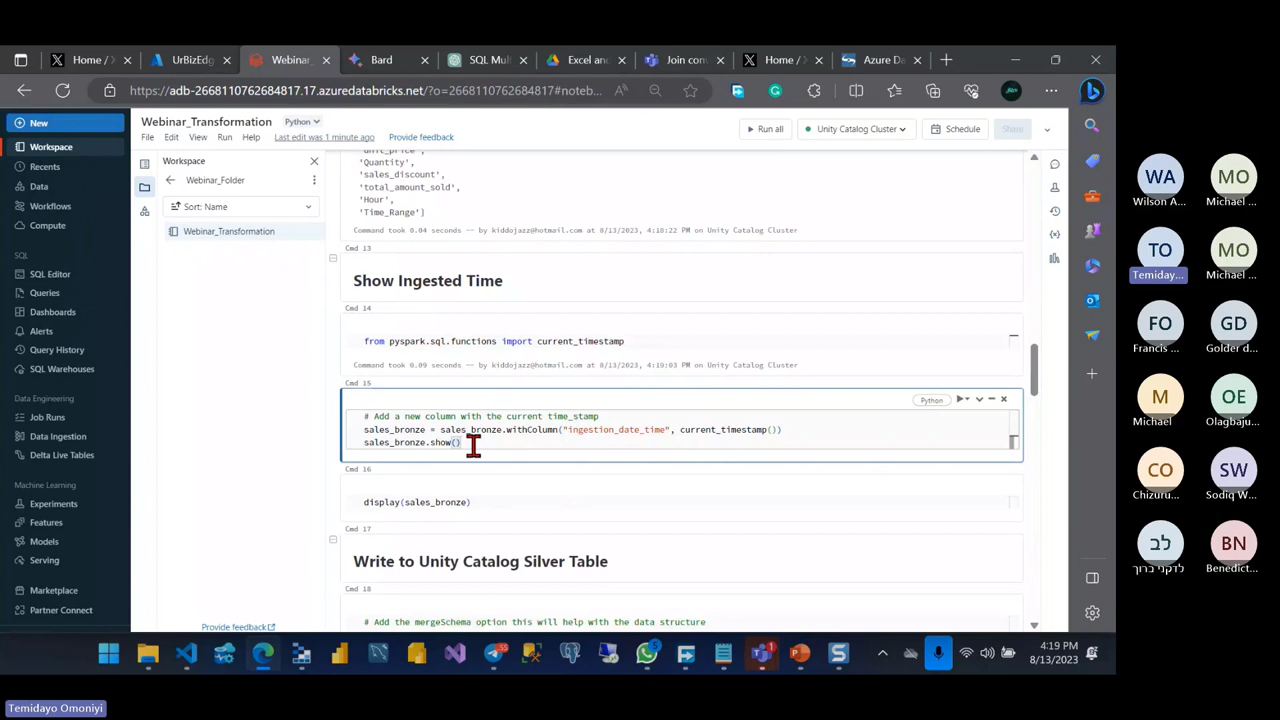 Home / X
UrBizEdg
Webinar_
Bard
SQL Mult
Excel and
Join con
Home / X
Azure Da
https://adb-2668110762684817.17.azuredatabricks.net/?o=2668110762684817#noteb...
New
Workspace
Recents
Data
Workflows
Compute
SQL
SQL Editor
Queries
Dashboards
Alerts
Query History
SQL Warehouses
Data Engineering
Job Runs
Data Ingestion
Delta Live Tables
Machine Learning
Experiments
Features
Models
Serving
Marketplace
Partner Connect
Webinar_Transformation
Python
File Edit View Run Help Last edit was 1 minute ago Provide feedback
Run all
Unity Catalog Cluster
Schedule
Share
Workspace
Webinar_Folder
Sort: Name
Webinar_Transformation
Provide feedback
'unit_price',
'Quantity',
'sales_discount',
'total_amount_sold',
'Hour',
'Time_Range']
Command took 0.04 seconds -- by kiddojazz@hotmail.com at 8/13/2023, 4:18:22 PM on Unity Catalog Cluster
Cmd 13
Show Ingested Time
Cmd 14
from pyspark.sql.functions import current_timestamp
Command took 0.09 seconds -- by kiddojazz@hotmail.com at 8/13/2023, 4:19:03 PM on Unity Catalog Cluster
Cmd 15
Python
# Add a new column with the current time_stamp
sales_bronze = sales_bronze.withColumn("ingestion_date_time", current_timestamp())
sales_bronze.show()
Cmd 16
display(sales_bronze)
Cmd 17
Write to Unity Catalog Silver Table
Cmd 18
# Add the mergeSchema option this will help with the data structure
4:19 PM
8/13/2023
WA
Wilson A...
MO
Michael ...
TO
Temiday...
MO
Michael ...
FO
Francis ...
GD
Golder d...
M
Michael
OE
Olagbaju...
CO
Chizuru...
SW
Sodiq W...
לב
לדקני ברוך
BN
Benedict...
Temidayo Omoniyi